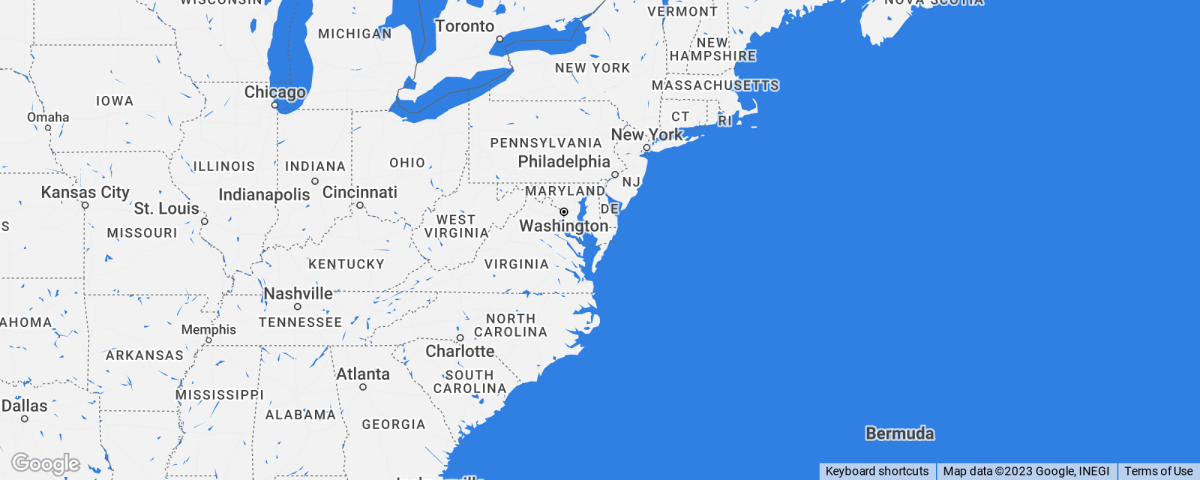 WISCONSIN
MICHIGAN
Toronto
VERMONT
NOVA SCOTIA
NEW
HAMPSHIRE
NEW YORK
MASSACHUSETTS
IOWA
Chicago
CT
RI
Omaha
New York
PENNSYLVANIA
Philadelphia
ILLINOIS
INDIANA
OHIO
NJ
Kansas City
Indianapolis
Cincinnati
MARYLAND
St. Louis
DE
MISSOURI
WEST
VIRGINIA
Washington
S
KENTUCKY
VIRGINIA
Nashville
TENNESSEE
NORTH
CAROLINA
AHOMA
Memphis
ARKANSAS
Charlotte
Atlanta
SOUTH
CAROLINA
MISSISSIPPI
Dallas
ALABAMA
GEORGIA
Bermuda
Google
Keyboard shortcuts
Map data ©2023 Google, INEGI
Terms of Use